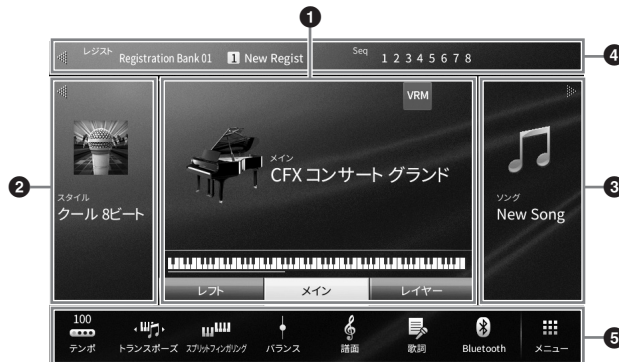 1
レジスト
Registration Bank 01
1 New Regist
Seq
1 2 3 4 5 6 7 8
4
VRM
メイン
CFX コンサート グランド
2
スタイル
クール 8ビート
3
ソング
New Song
レフト
メイン
レイヤー
100
テンポ
トランスポーズ
スプリットフィンガリング
バランス
譜面
歌詞
Bluetooth
メニュー
5